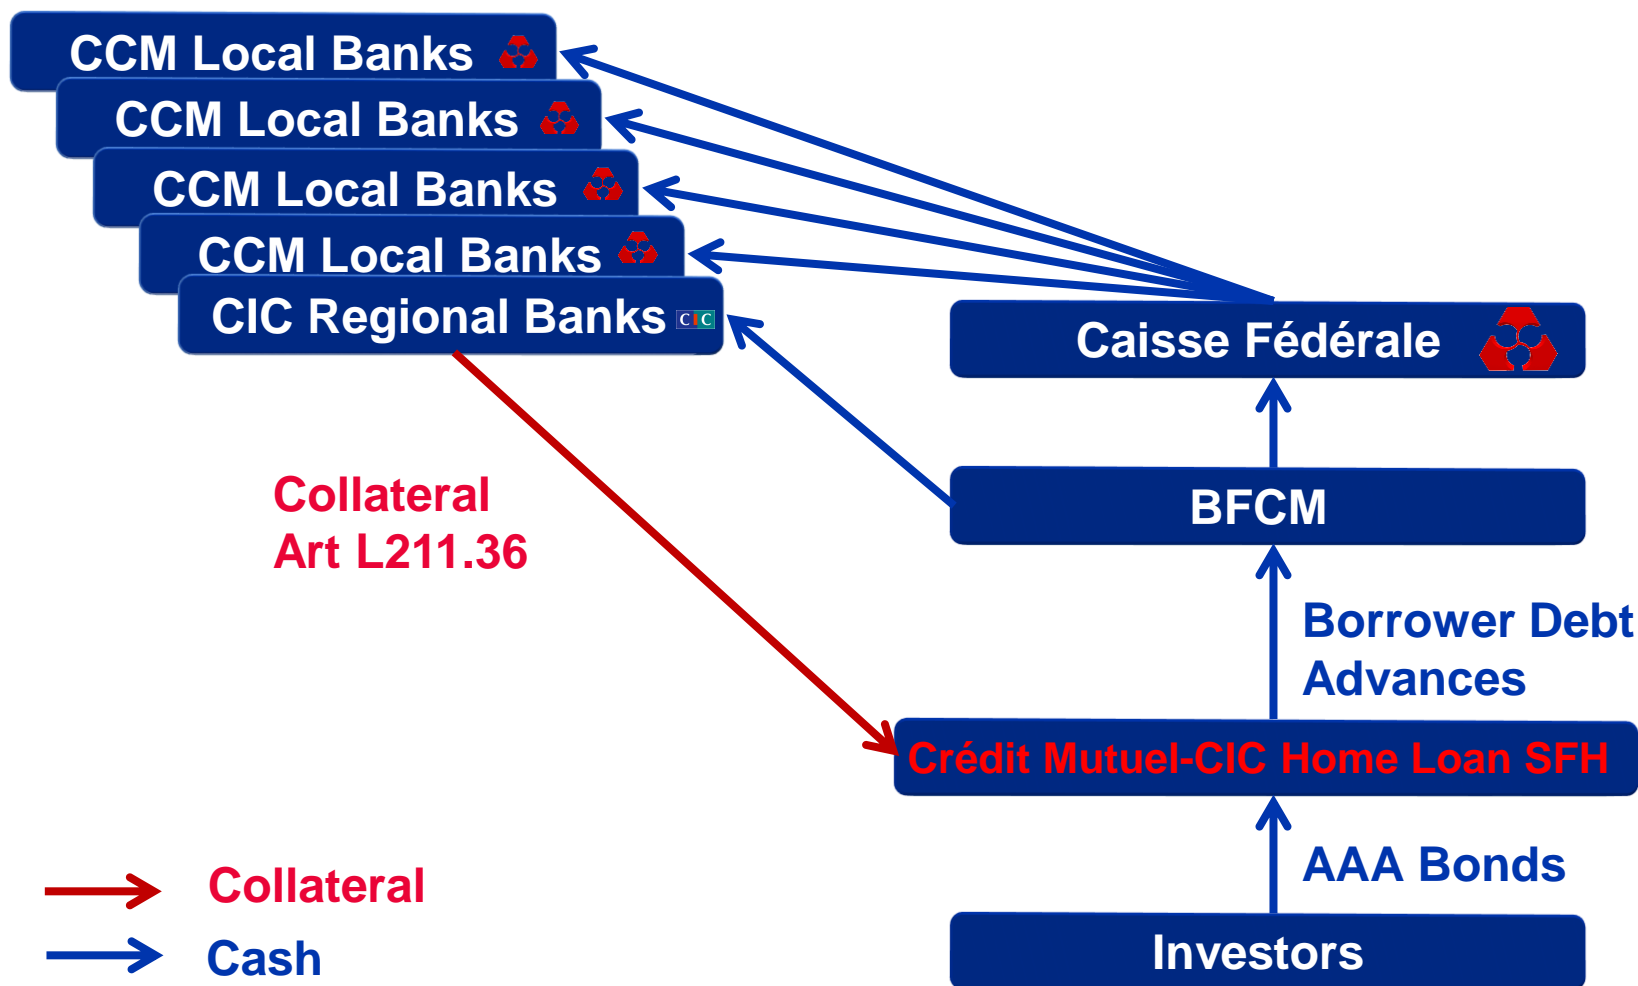 CCM Local Banks
CCM Local Banks
CCM Local Banks
CCM Local Banks
CIC Regional Banks CIC
Caisse Fédérale
Collateral
Art L211.36
BFCM
Borrower Debt
Advances
Crédit Mutuel-CIC Home Loan SFH
AAA Bonds
Collateral
Cash
Investors